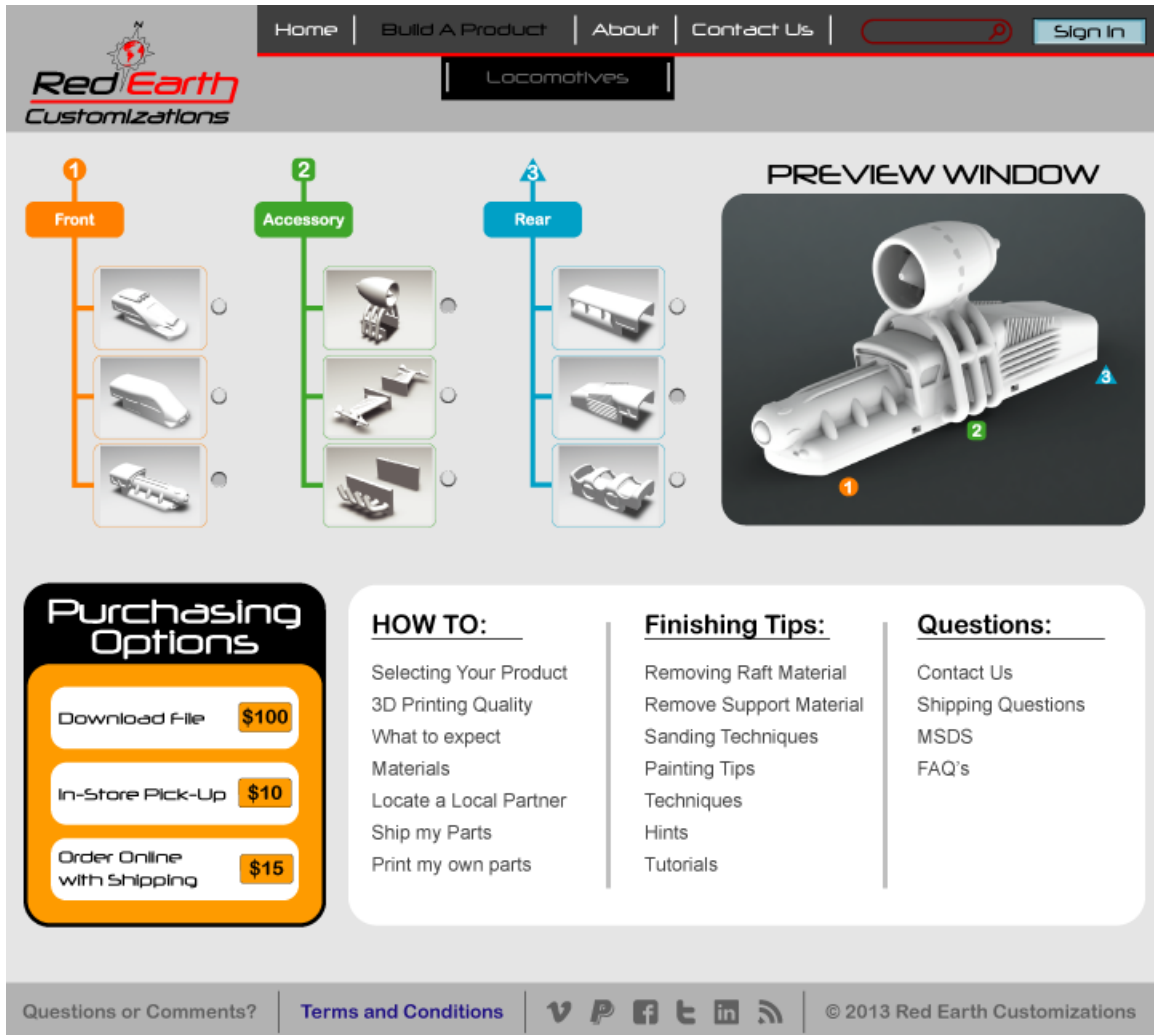 N
Red Earth
Customizations
Home
Build A Product
About
Contact Us
Sign In
Locomotives
1
2
3
Front
Accessory
Rear
PREVIEW WINDOW
3
2
1
Purchasing
Options
Download File
$100
In-Store Pick-Up
$10
Order Online
with Shipping
$15
HOW TO:
Selecting Your Product
3D Printing Quality
What to expect
Materials
Locate a Local Partner
Ship my Parts
Print my own parts
Finishing Tips:
Removing Raft Material
Remove Support Material
Sanding Techniques
Painting Tips
Techniques
Hints
Tutorials
Questions:
Contact Us
Shipping Questions
MSDS
FAQ's
Questions or Comments?
Terms and Conditions
© 2013 Red Earth Customizations